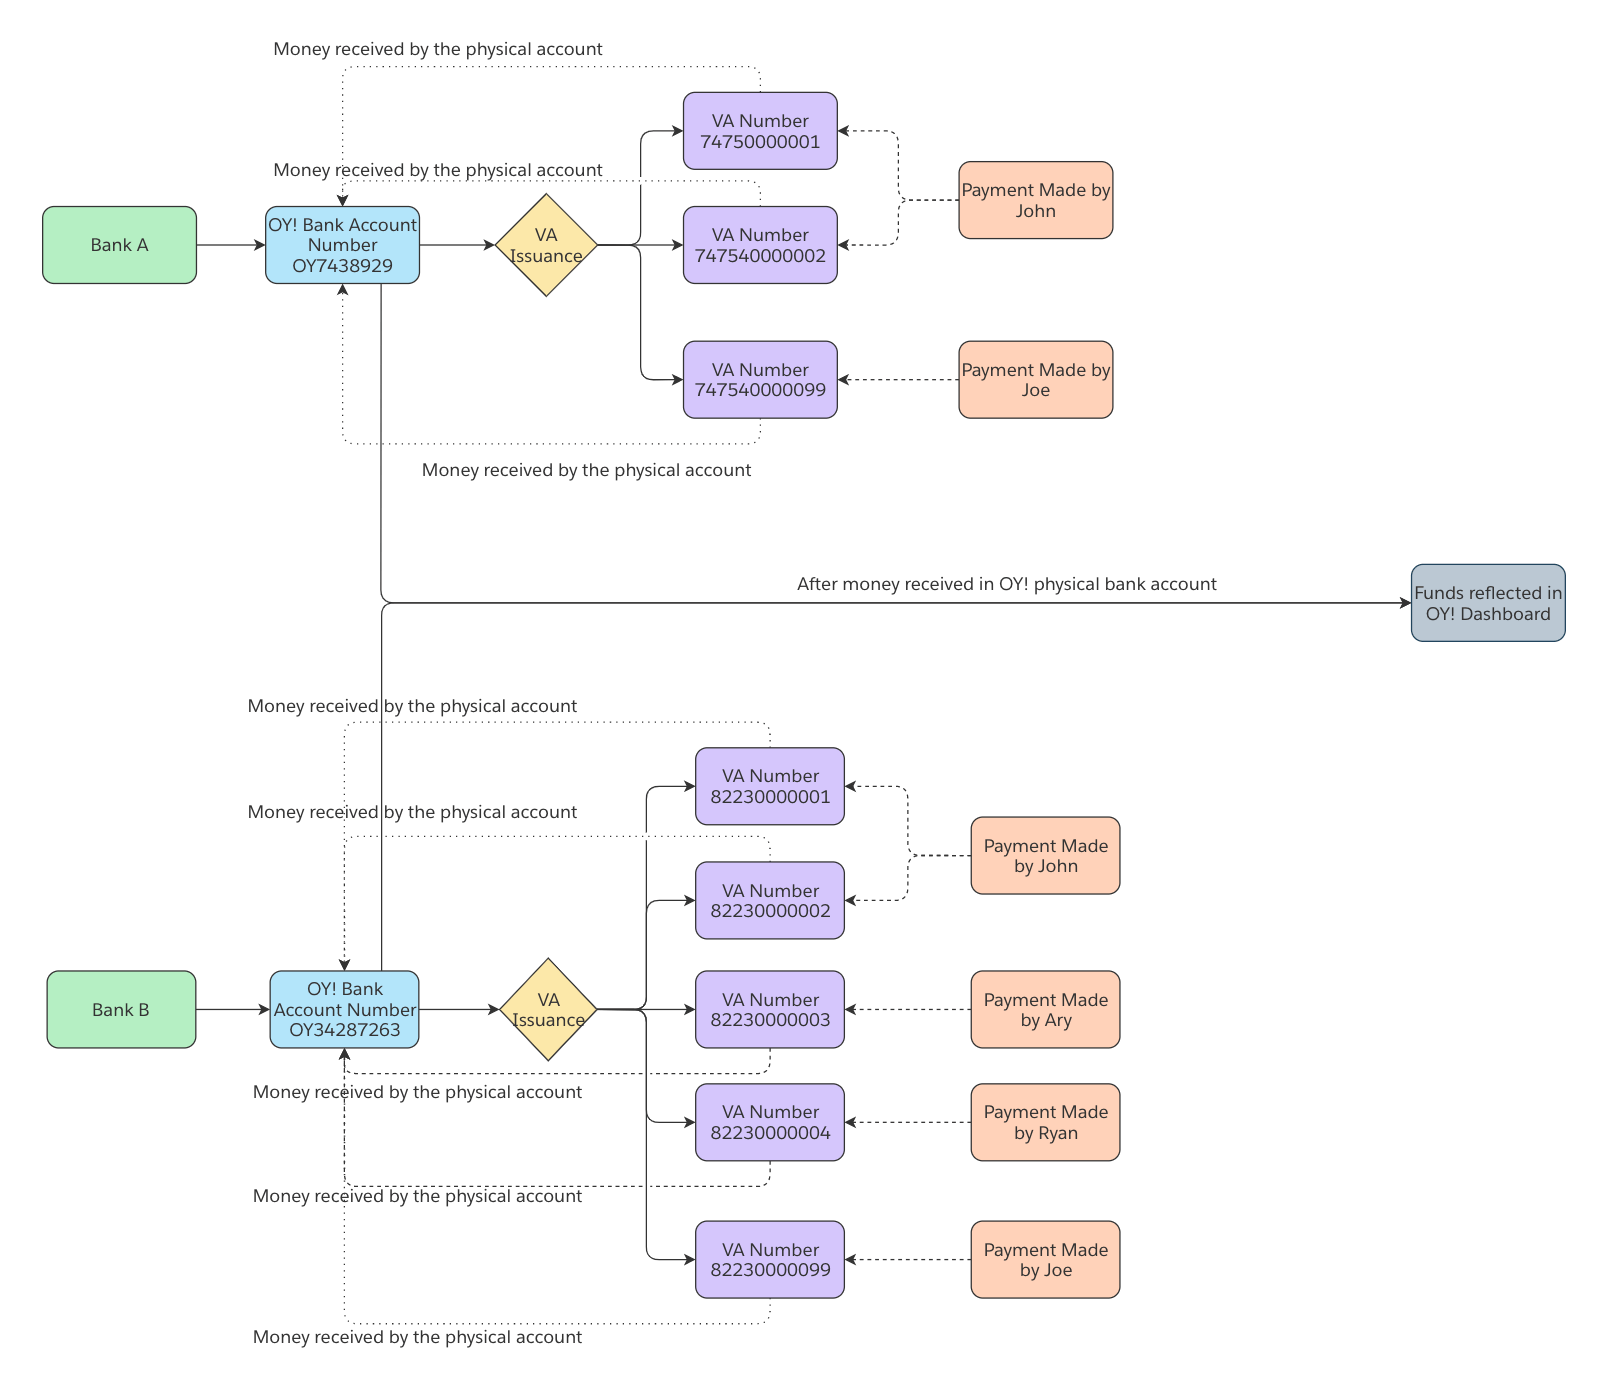 Money received by the physical account
VA Number
74750000001
Money received by the physical account
Payment Made by
John
Bank A
OY! Bank Account
Number
OY7438929
VA
Issuance
VA Number
747540000002
VA Number
747540000099
Payment Made by
Joe
Money received by the physical account
After money received in OY! physical bank account
Funds reflected in
OY! Dashboard
Money received by the physical account
VA Number
82230000001
Money received by the physical account
Payment Made
by John
VA Number
82230000002
Bank B
OY! Bank
Account Number
OY34287263
VA
Issuance
VA Number
82230000003
Payment Made
by Ary
Money received by the physical account
VA Number
82230000004
Payment Made
by Ryan
Money received by the physical account
VA Number
82230000099
Payment Made
by Joe
Money received by the physical account